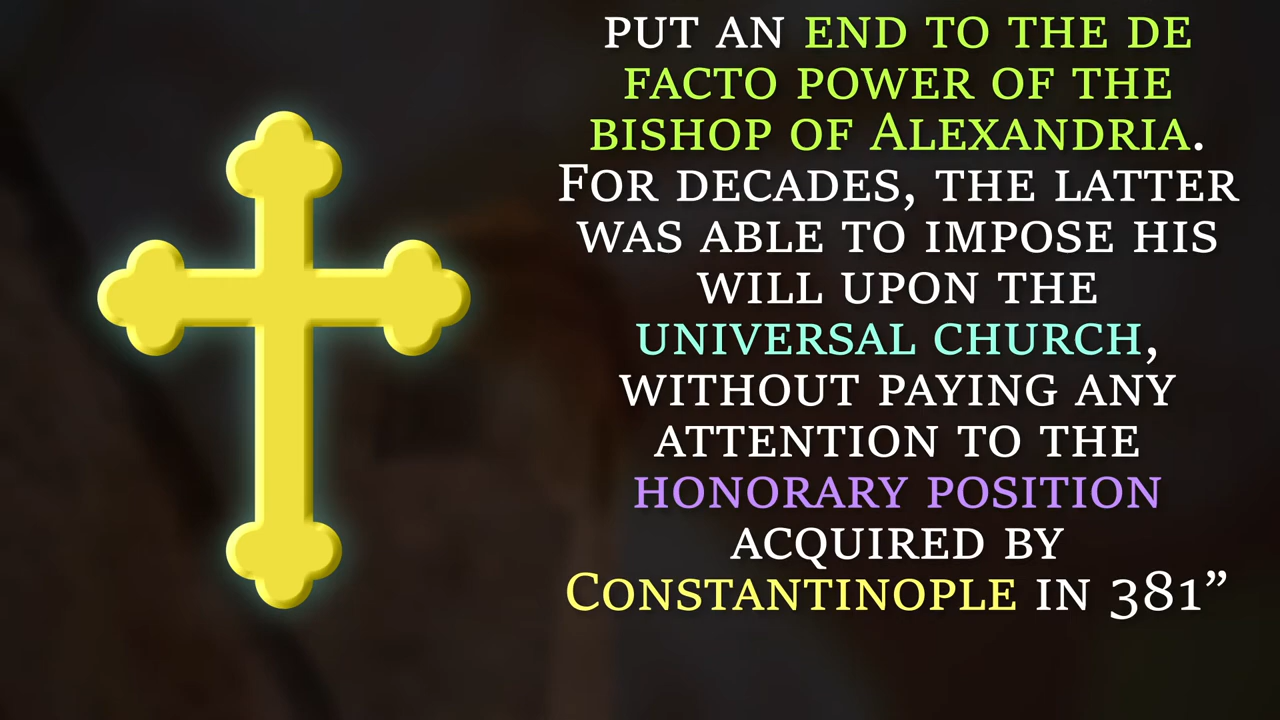 PUT AN END TO THE DE
FACTO POWER OF THE
BISHOP OF ALEXANDRIA.
FOR DECADES, THE LATTER
WAS ABLE TO IMPOSE HIS
WILL UPON THE
UNIVERSAL CHURCH,
WITHOUT PAYING ANY
ATTENTION TO THE
HONORARY POSITION
ACQUIRED BY
CONSTANTINOPLE IN 381”